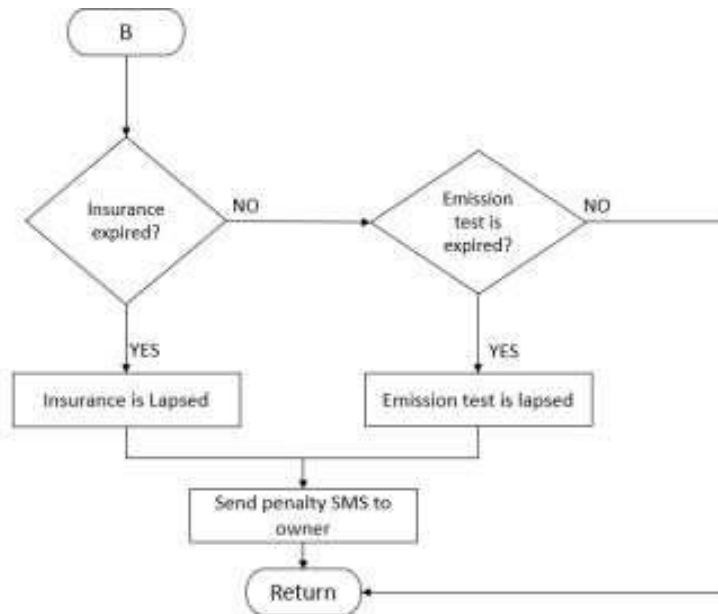 B
Insurance
expired?
NO
Emission
test is
expired?
NO
YES
YES
Insurance is Lapsed
Emission test is lapsed
Send penalty SMS to
owner
Return